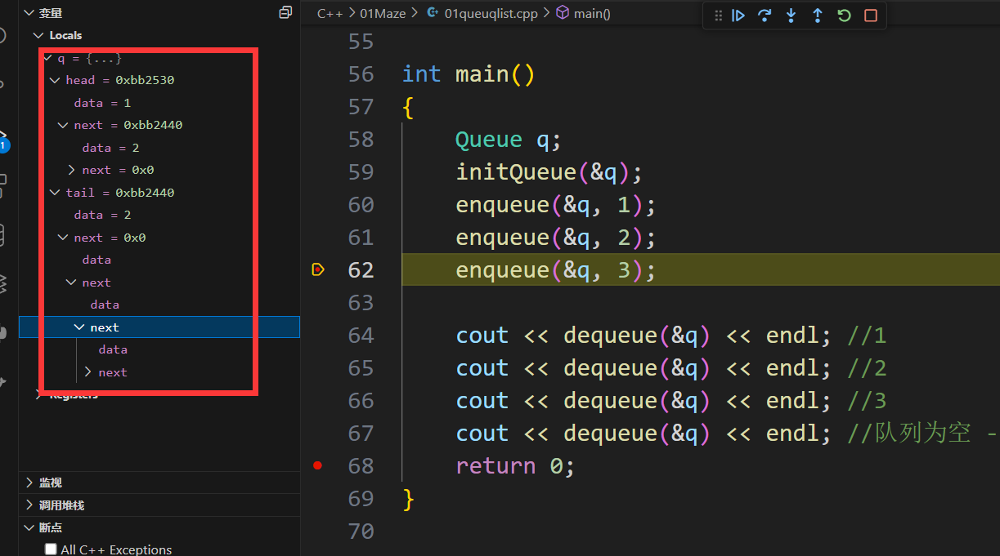 变量
Locals
q = {...}
head = 0xbb2530
data = 1
next = 0xbb2440
data = 2
next = 0x0
tail = 0xbb2440
data = 2
next = 0x0
data
next
data
next
data
next
Registers
监视
调用堆栈
断点
All C++ Exceptions
1
C++ > 01Maze > 01queuqlist.cpp > main()
55
56 int main()
57 {
58 Queue q;
59 initQueue(&q);
60 enqueue(&q, 1);
61 enqueue(&q, 2);
62 enqueue(&q, 3);
63
64 cout << dequeue(&q) << endl; //1
65 cout << dequeue(&q) << endl; //2
66 cout << dequeue(&q) << endl; //3
67 cout << dequeue(&q) << endl; //队列为空 -
68 return 0;
69 }
70